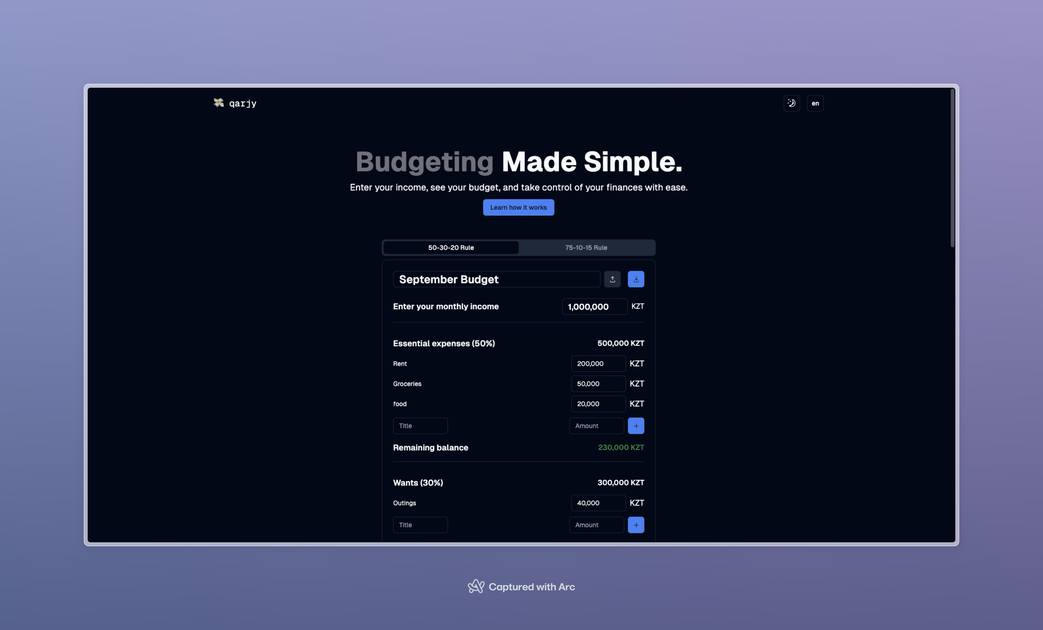 qarjy
en
Budgeting Made Simple.
Enter your income, see your budget, and take control of your finances with ease.
Learn how it works
50-30-20 Rule
75-10-15 Rule
September Budget
Enter your monthly income 1,000,000 KZT
Essential expenses (50%) 500,000 KZT
Rent 200,000 KZT
Groceries 50,000 KZT
food 20,000 KZT
Title Amount +
Remaining balance 230,000 KZT
Wants (30%) 300,000 KZT
Outings 40,000 KZT
Title Amount +
Captured with Arc